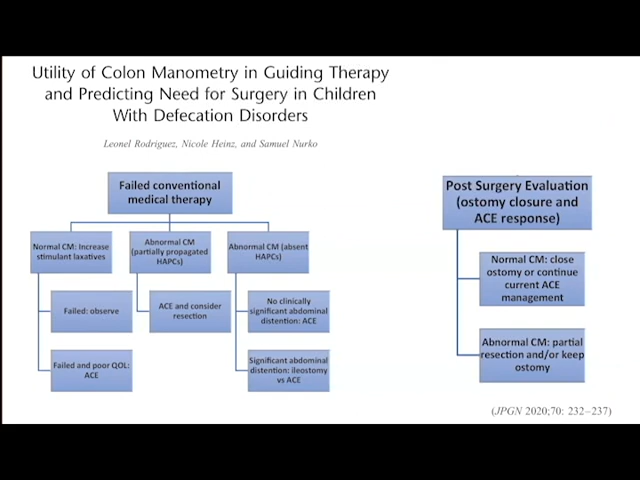 Utility of Colon Manometry in Guiding Therapy
and Predicting Need for Surgery in Children
With Defecation Disorders
Leonel Rodriguez, Nicole Heinz, and Samuel Nurko
Failed conventional
medical therapy
Normal CM: Increase
stimulant laxatives
Failed: observe
Failed and poor QOL:
ACE
Abnormal CM
(partially propagated
HAPCs)
ACE and consider
resection
Abnormal CM (absent
HAPCs)
No clinically
significant abdominal
distention: ACE
Significant abdominal
distention: ileostomy
vs ACE
Post Surgery Evaluation
(ostomy closure and
ACE response)
Normal CM: close
ostomy or continue
current ACE
management
Abnormal CM: partial
resection and/or keep
ostomy
(JPGN 2020;70: 232–237)